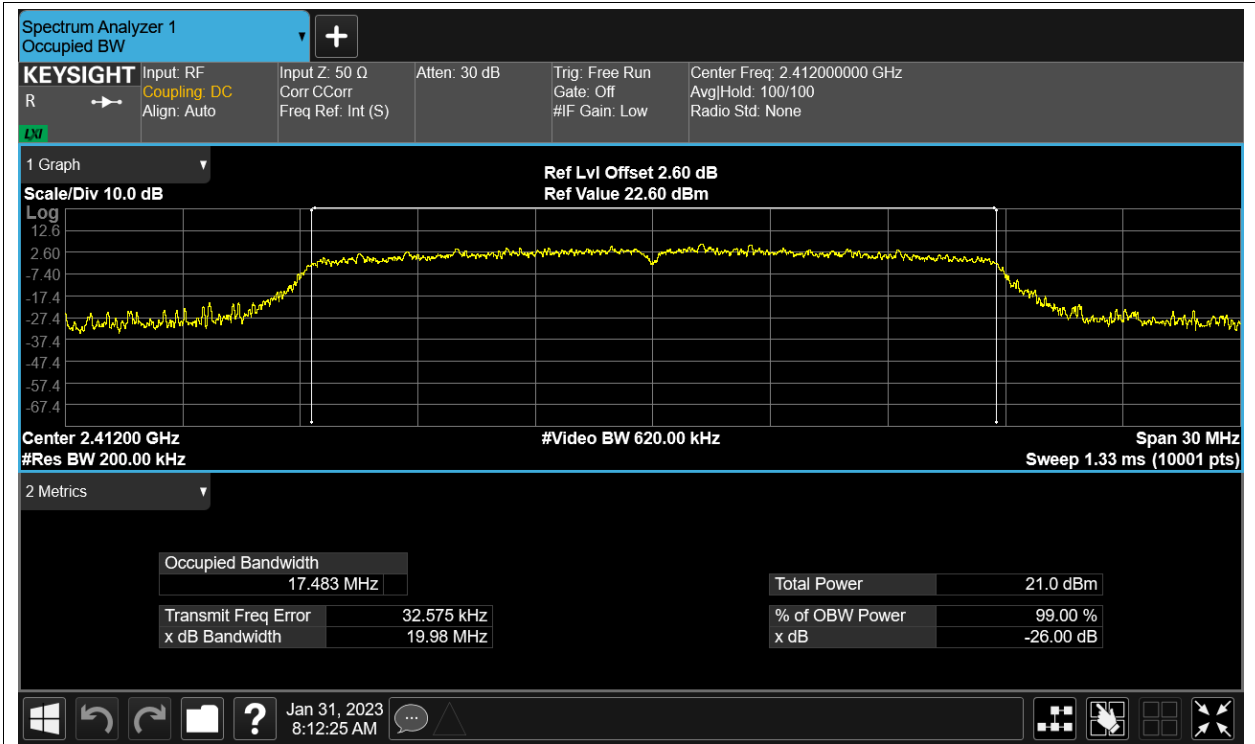 Spectrum Analyzer 1
Occupied BW
KEYSIGHT
R
LXI
Input: RF
Coupling: DC
Align: Auto
Input Z: 50 Ω
Corr CCorr
Freq Ref: Int (S)
Atten: 30 dB
Trig: Free Run
Gate: Off
#IF Gain: Low
Center Freq: 2.412000000 GHz
Avg|Hold: 100/100
Radio Std: None
1 Graph
Scale/Div 10.0 dB
Ref Lvl Offset 2.60 dB
Ref Value 22.60 dBm
Log
12.6
2.60
-7.40
-17.4
-27.4
-37.4
-47.4
-57.4
-67.4
Center 2.41200 GHz
#Video BW 620.00 kHz
Span 30 MHz
#Res BW 200.00 kHz
Sweep 1.33 ms (10001 pts)
2 Metrics
Occupied Bandwidth
17.483 MHz
Total Power 21.0 dBm
Transmit Freq Error 32.575 kHz
% of OBW Power 99.00 %
x dB Bandwidth 19.98 MHz
x dB -26.00 dB
?
Jan 31, 2023
8:12:25 AM